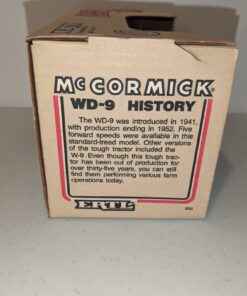 McCORMICK®
WD-9 HISTORY
The WD-9 was introduced in 1941,
with production ending in 1952. Five
forward speeds were available in this
standard-tread model. Other versions
of the tough tractor included the
W-9. Even though this tough trac-
tor has been out of production for
over thirty-five years, you can still
find them performing various farm
operations today.
ERTL